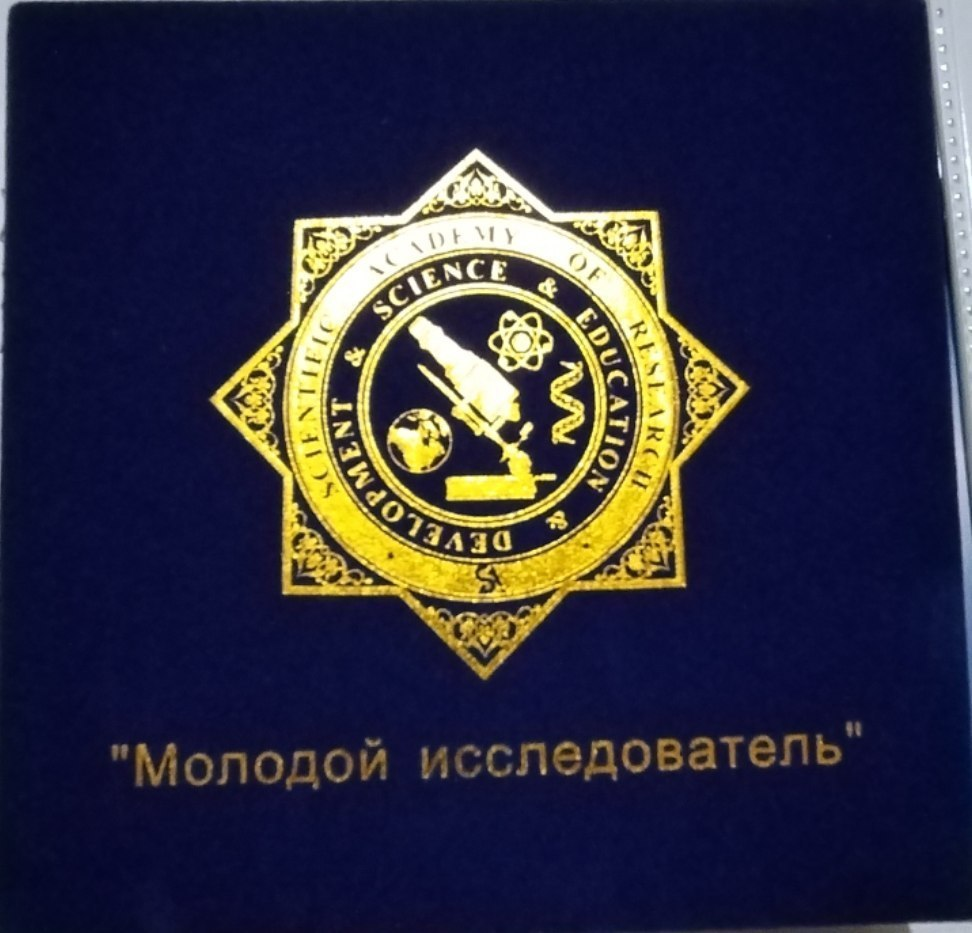 SCIENTIFIC ACADEMY OF RESEARCH
SCIENCE & EDUCATION & DEVELOPMENT &
"Молодой исследователь"